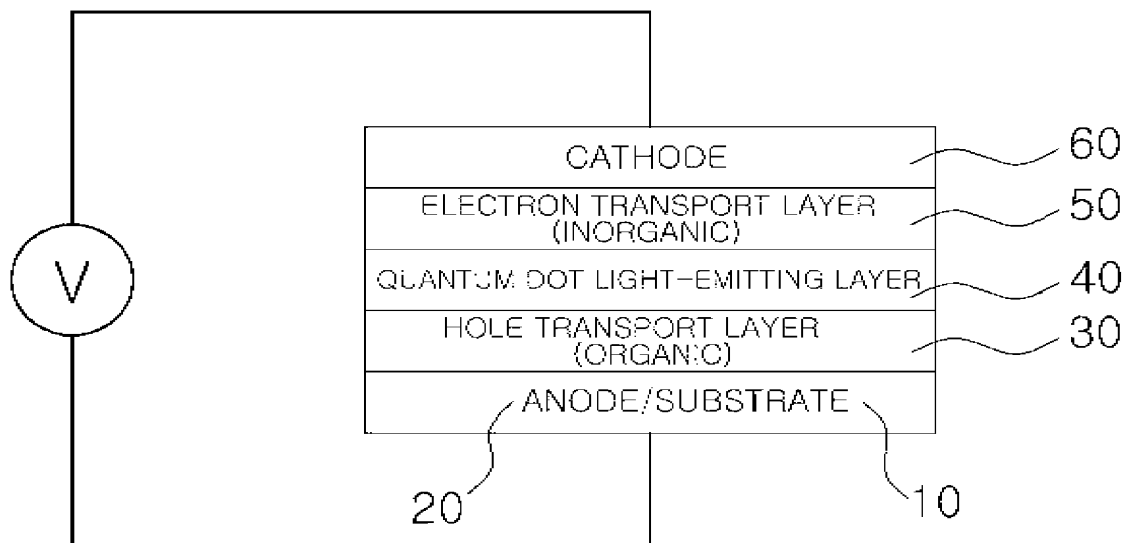 CATHODE
60
ELECTRON TRANSPORT LAYER
(INORGANIC)
50
V
QUANTUM DOT LIGHT-EMITTING LAYER
40
HOLE TRANSPORT LAYER
(ORGANIC)
30
ANODE/SUBSTRATE
20
10